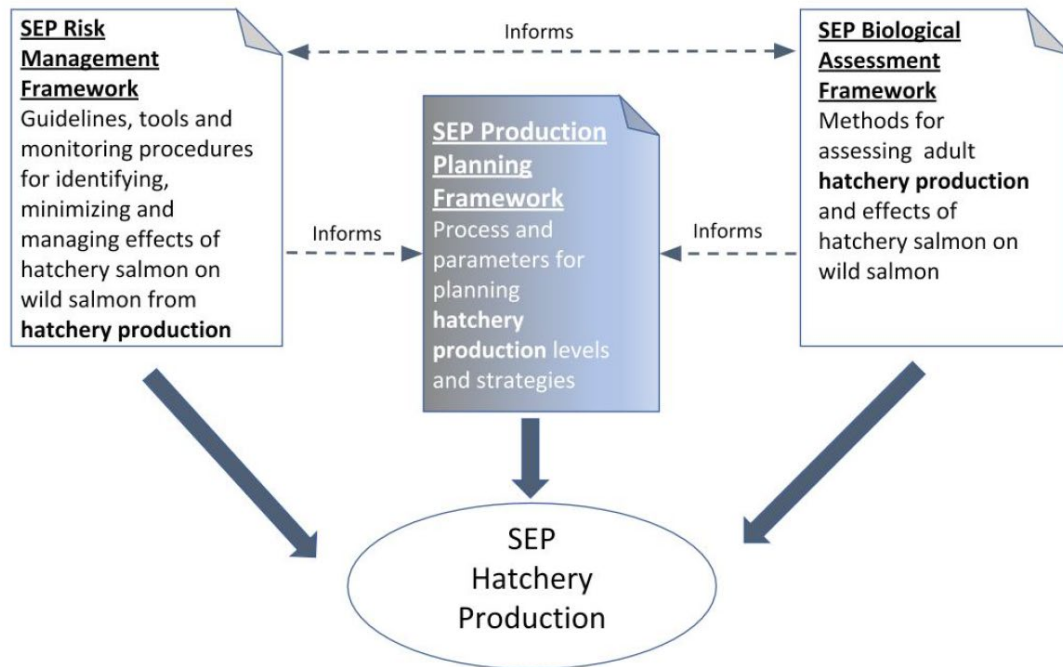 SEP Risk
Management
Framework
Guidelines, tools and
monitoring procedures
for identifying,
minimizing and
managing effects of
hatchery salmon on
wild salmon from
hatchery production
Informs
SEP Biological
Assessment
Framework
Methods for
assessing adult
hatchery production
and effects of
hatchery salmon on
wild salmon
Informs
SEP Production
Planning
Framework
Process and
parameters for
planning
hatchery
production levels
and strategies
Informs
SEP
Hatchery
Production